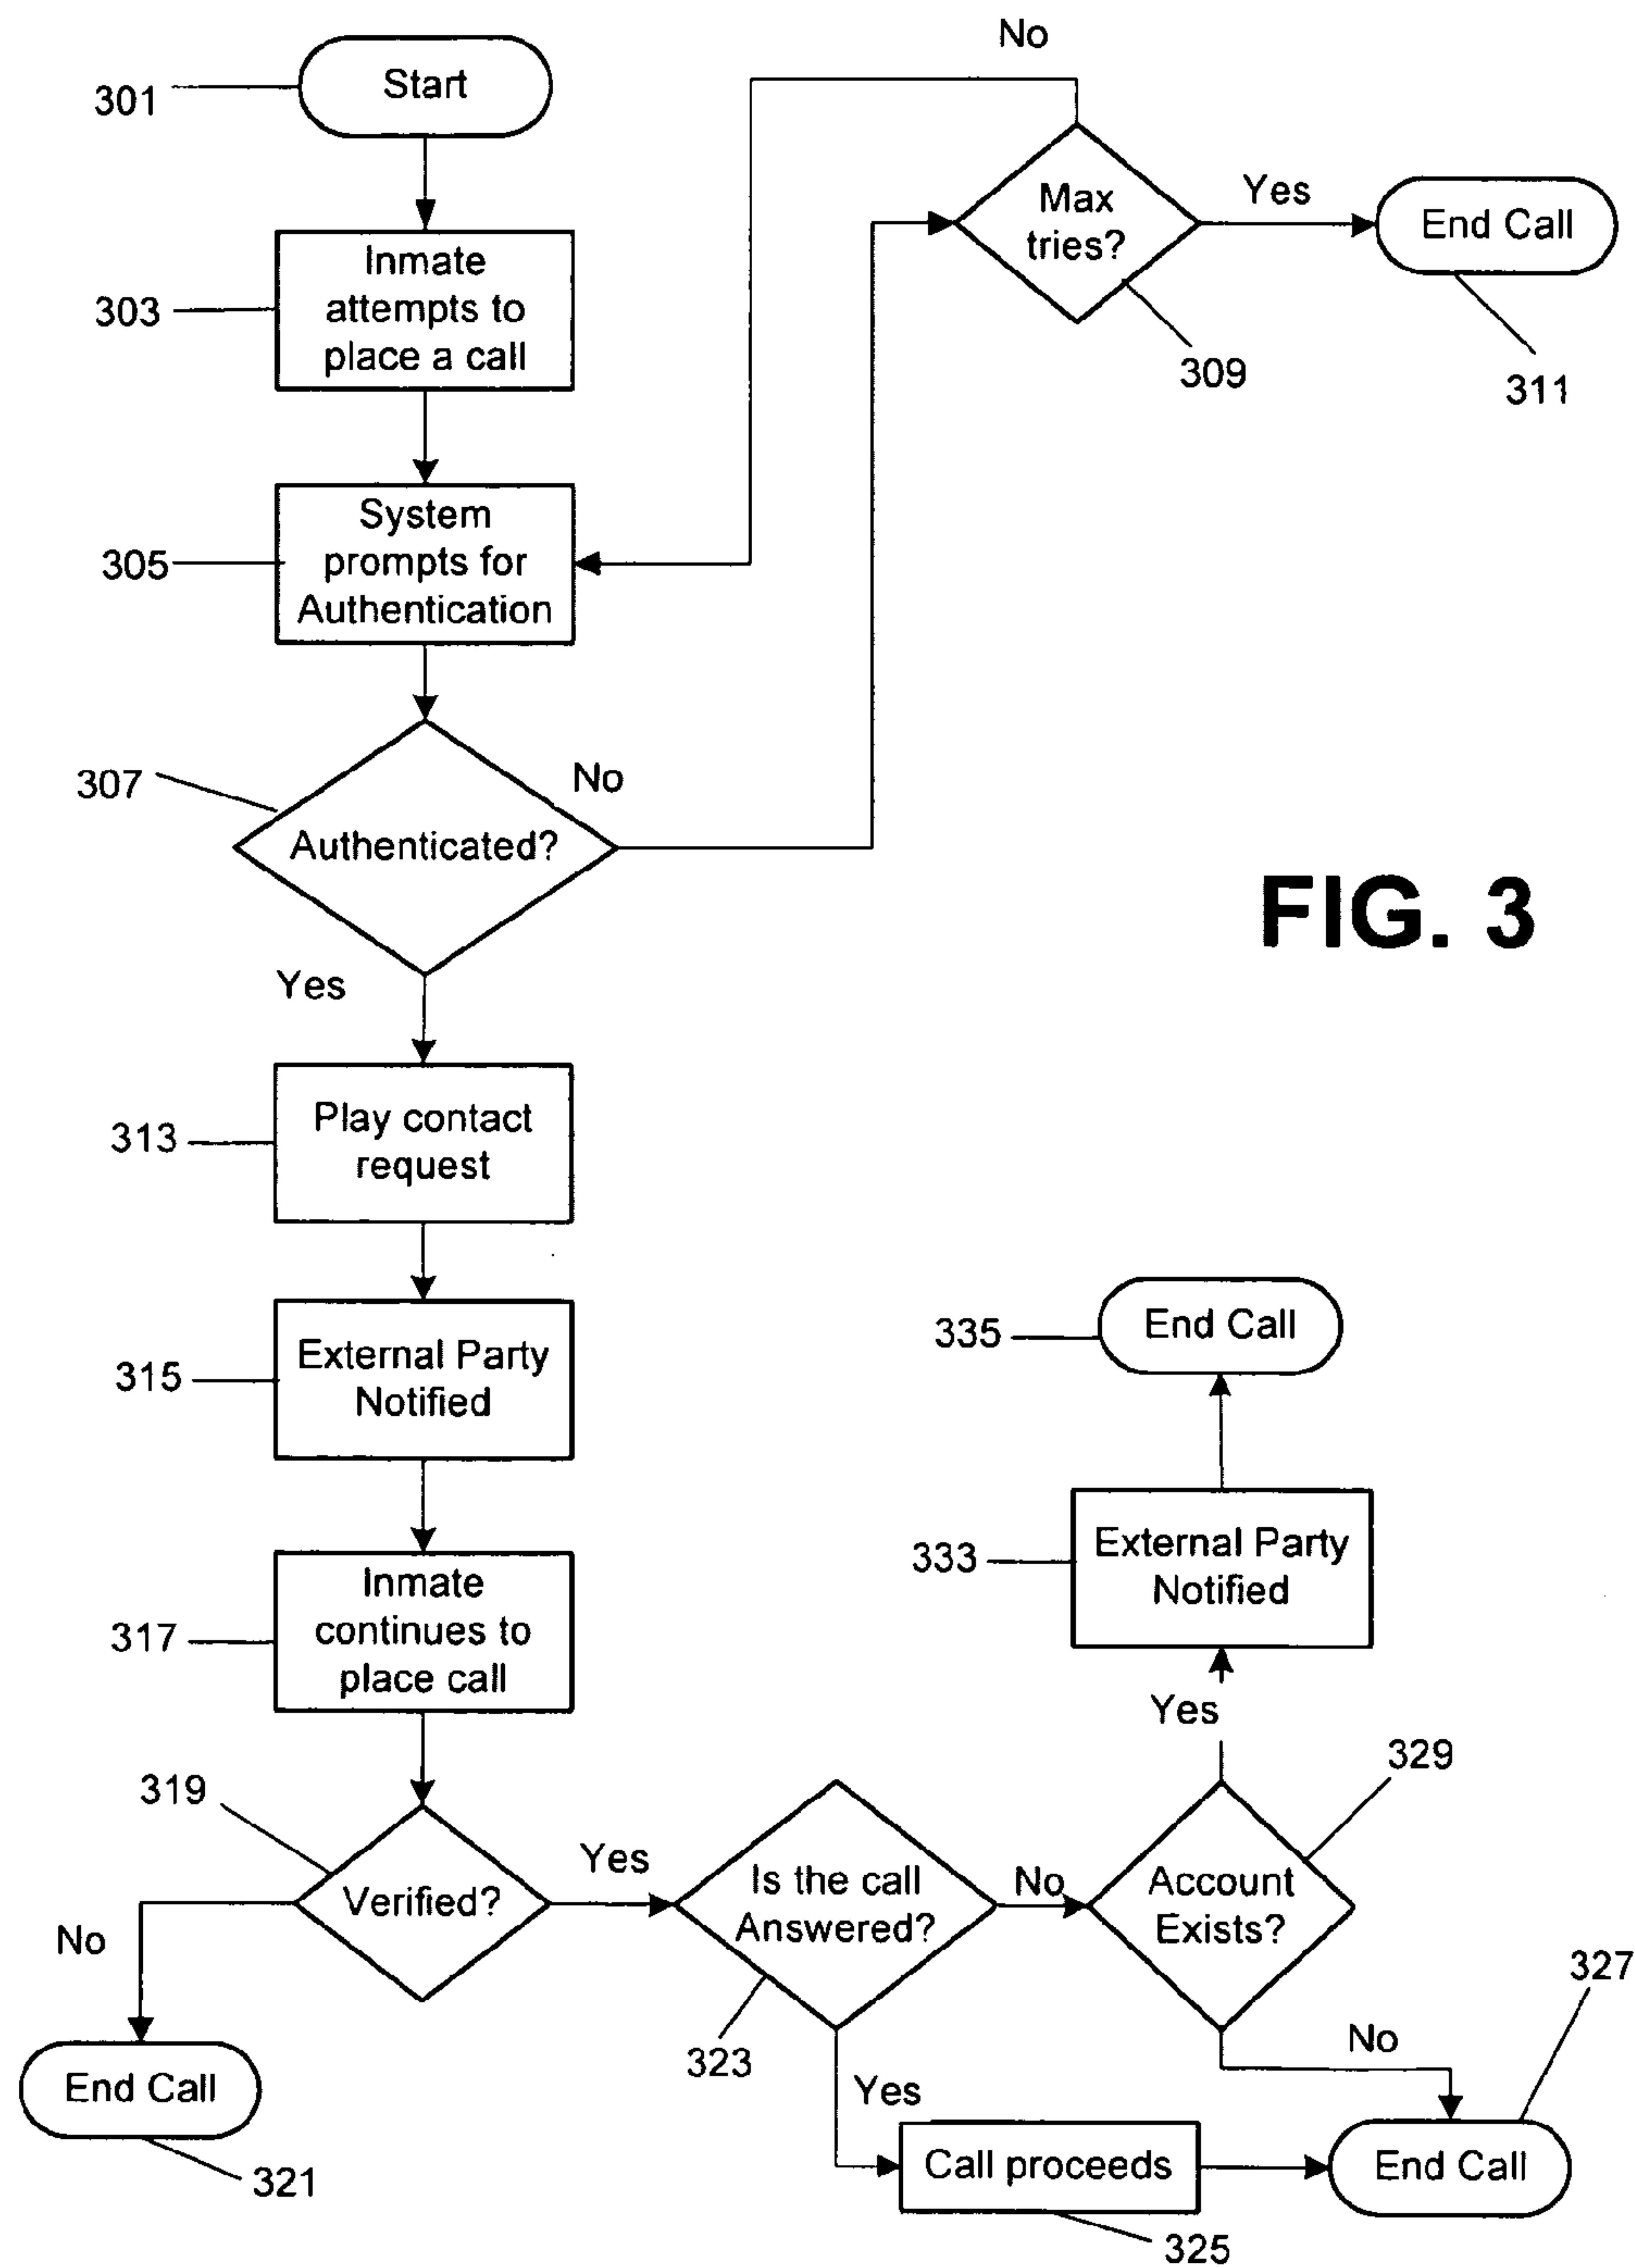 No
301
Start
Max
tries?
Yes
End Call
309
311
303
Inmate
attempts to
place a call
305
System
prompts for
Authentication
307
No
Authenticated?
FIG. 3
Yes
313
Play contact
request
315
External Party
Notified
335
End Call
333
External Party
Notified
317
Inmate
continues to
place call
Yes
319
Verified?
Yes
Is the call
Answered?
No
Account
Exists?
329
327
No
End Call
321
323
Yes
No
Call proceeds
End Call
325